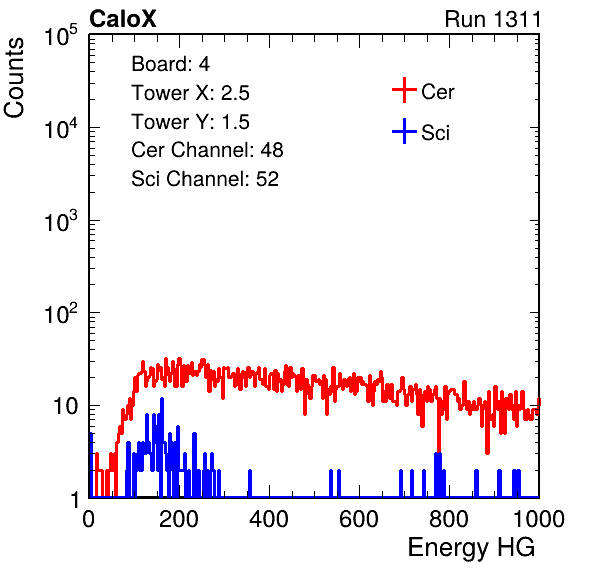 CaloX Run 1311
Counts
10^5
10^4
10^3
10^2
10
1
Board: 4
Tower X: 2.5
Tower Y: 1.5
Cer Channel: 48
Sci Channel: 52
Cer
Sci
0 200 400 600 800 1000
Energy HG